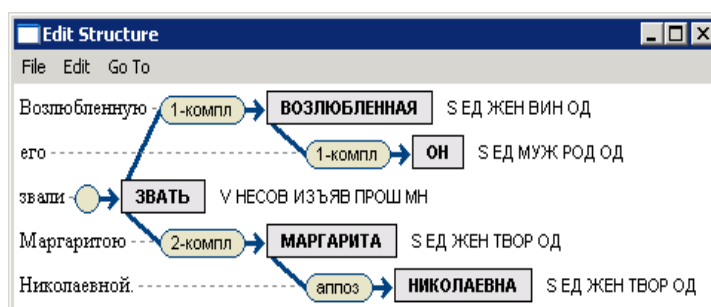 Edit Structure
File Edit Go To
Возлюбленную 1-компл ВОЗЛЮБЛЕННАЯ S ЕД ЖЕН ВИН ОД
его 1-компл ОН S ЕД МУЖ РОД ОД
звали ЗВАТЬ V НЕСОВ ИЗЪЯВ ПРОШ МН
Маргаритою 2-компл МАРГАРИТА S ЕД ЖЕН ТВОР ОД
Николаевной. аппоз НИКОЛАЕВНА S ЕД ЖЕН ТВОР ОД